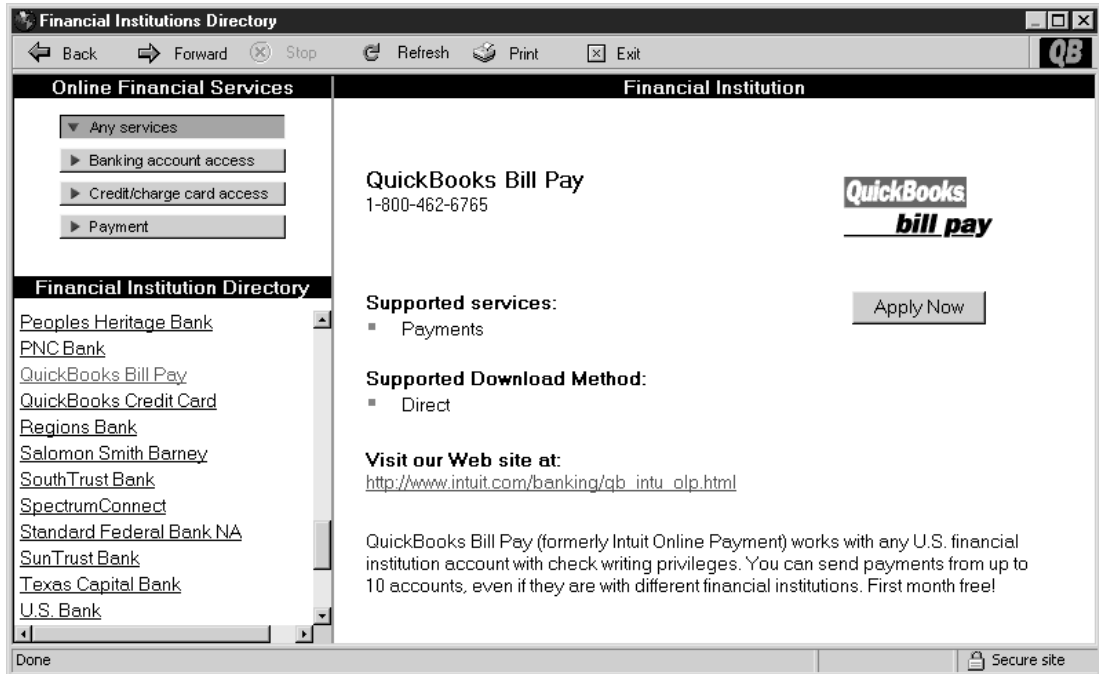 Financial Institutions Directory
Back Forward Stop Refresh Print Exit QB
Online Financial Services
Any services
Banking account access
Credit/charge card access
Payment
Financial Institution Directory
Peoples Heritage Bank
PNC Bank
QuickBooks Bill Pay
QuickBooks Credit Card
Regions Bank
Salomon Smith Barney
SouthTrust Bank
SpectrumConnect
Standard Federal Bank NA
SunTrust Bank
Texas Capital Bank
U.S. Bank
Financial Institution
QuickBooks Bill Pay
1-800-462-6765
QuickBooks
bill pay
Supported services:
Payments
Apply Now
Supported Download Method:
Direct
Visit our Web site at:
http://www.intuit.com/banking/qb_intu_olp.html
QuickBooks Bill Pay (formerly Intuit Online Payment) works with any U.S. financial
institution account with check writing privileges. You can send payments from up to
10 accounts, even if they are with different financial institutions. First month free!
Done
Secure site